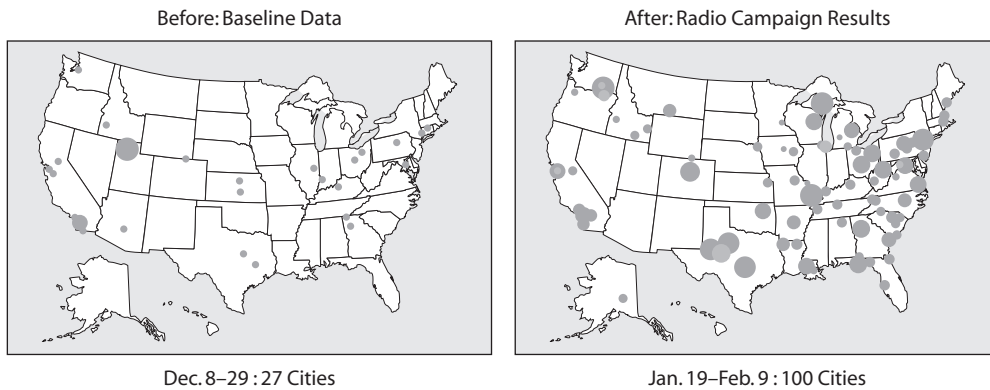 Before: Baseline Data
After: Radio Campaign Results
Dec. 8–29 : 27 Cities
Jan. 19–Feb. 9 : 100 Cities